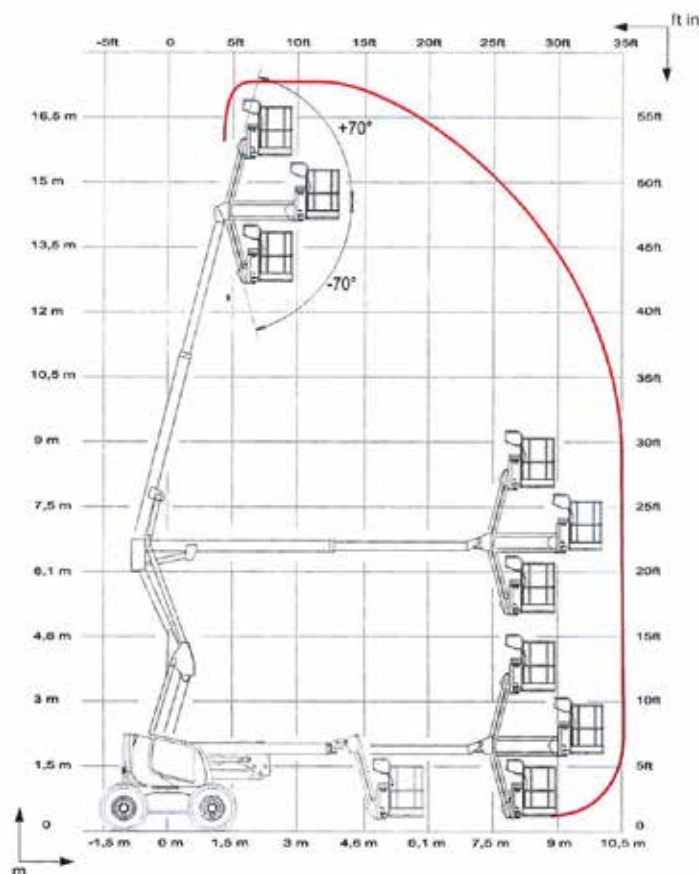 ft in
-5ft 0 5ft 10ft 15ft 20ft 25ft 30ft 35ft
16,5 m 55ft
+70°
15 m 50ft
13,5 m 45ft
-70°
12 m 40ft
10,5 m 35ft
9 m 30ft
7,5 m 25ft
6,1 m 20ft
4,6 m 15ft
3 m 10ft
1,5 m 5ft
0 0
-1,5 m 0 m 1,5 m 3 m 4,6 m 6,1 m 7,5 m 9 m 10,5 m
m